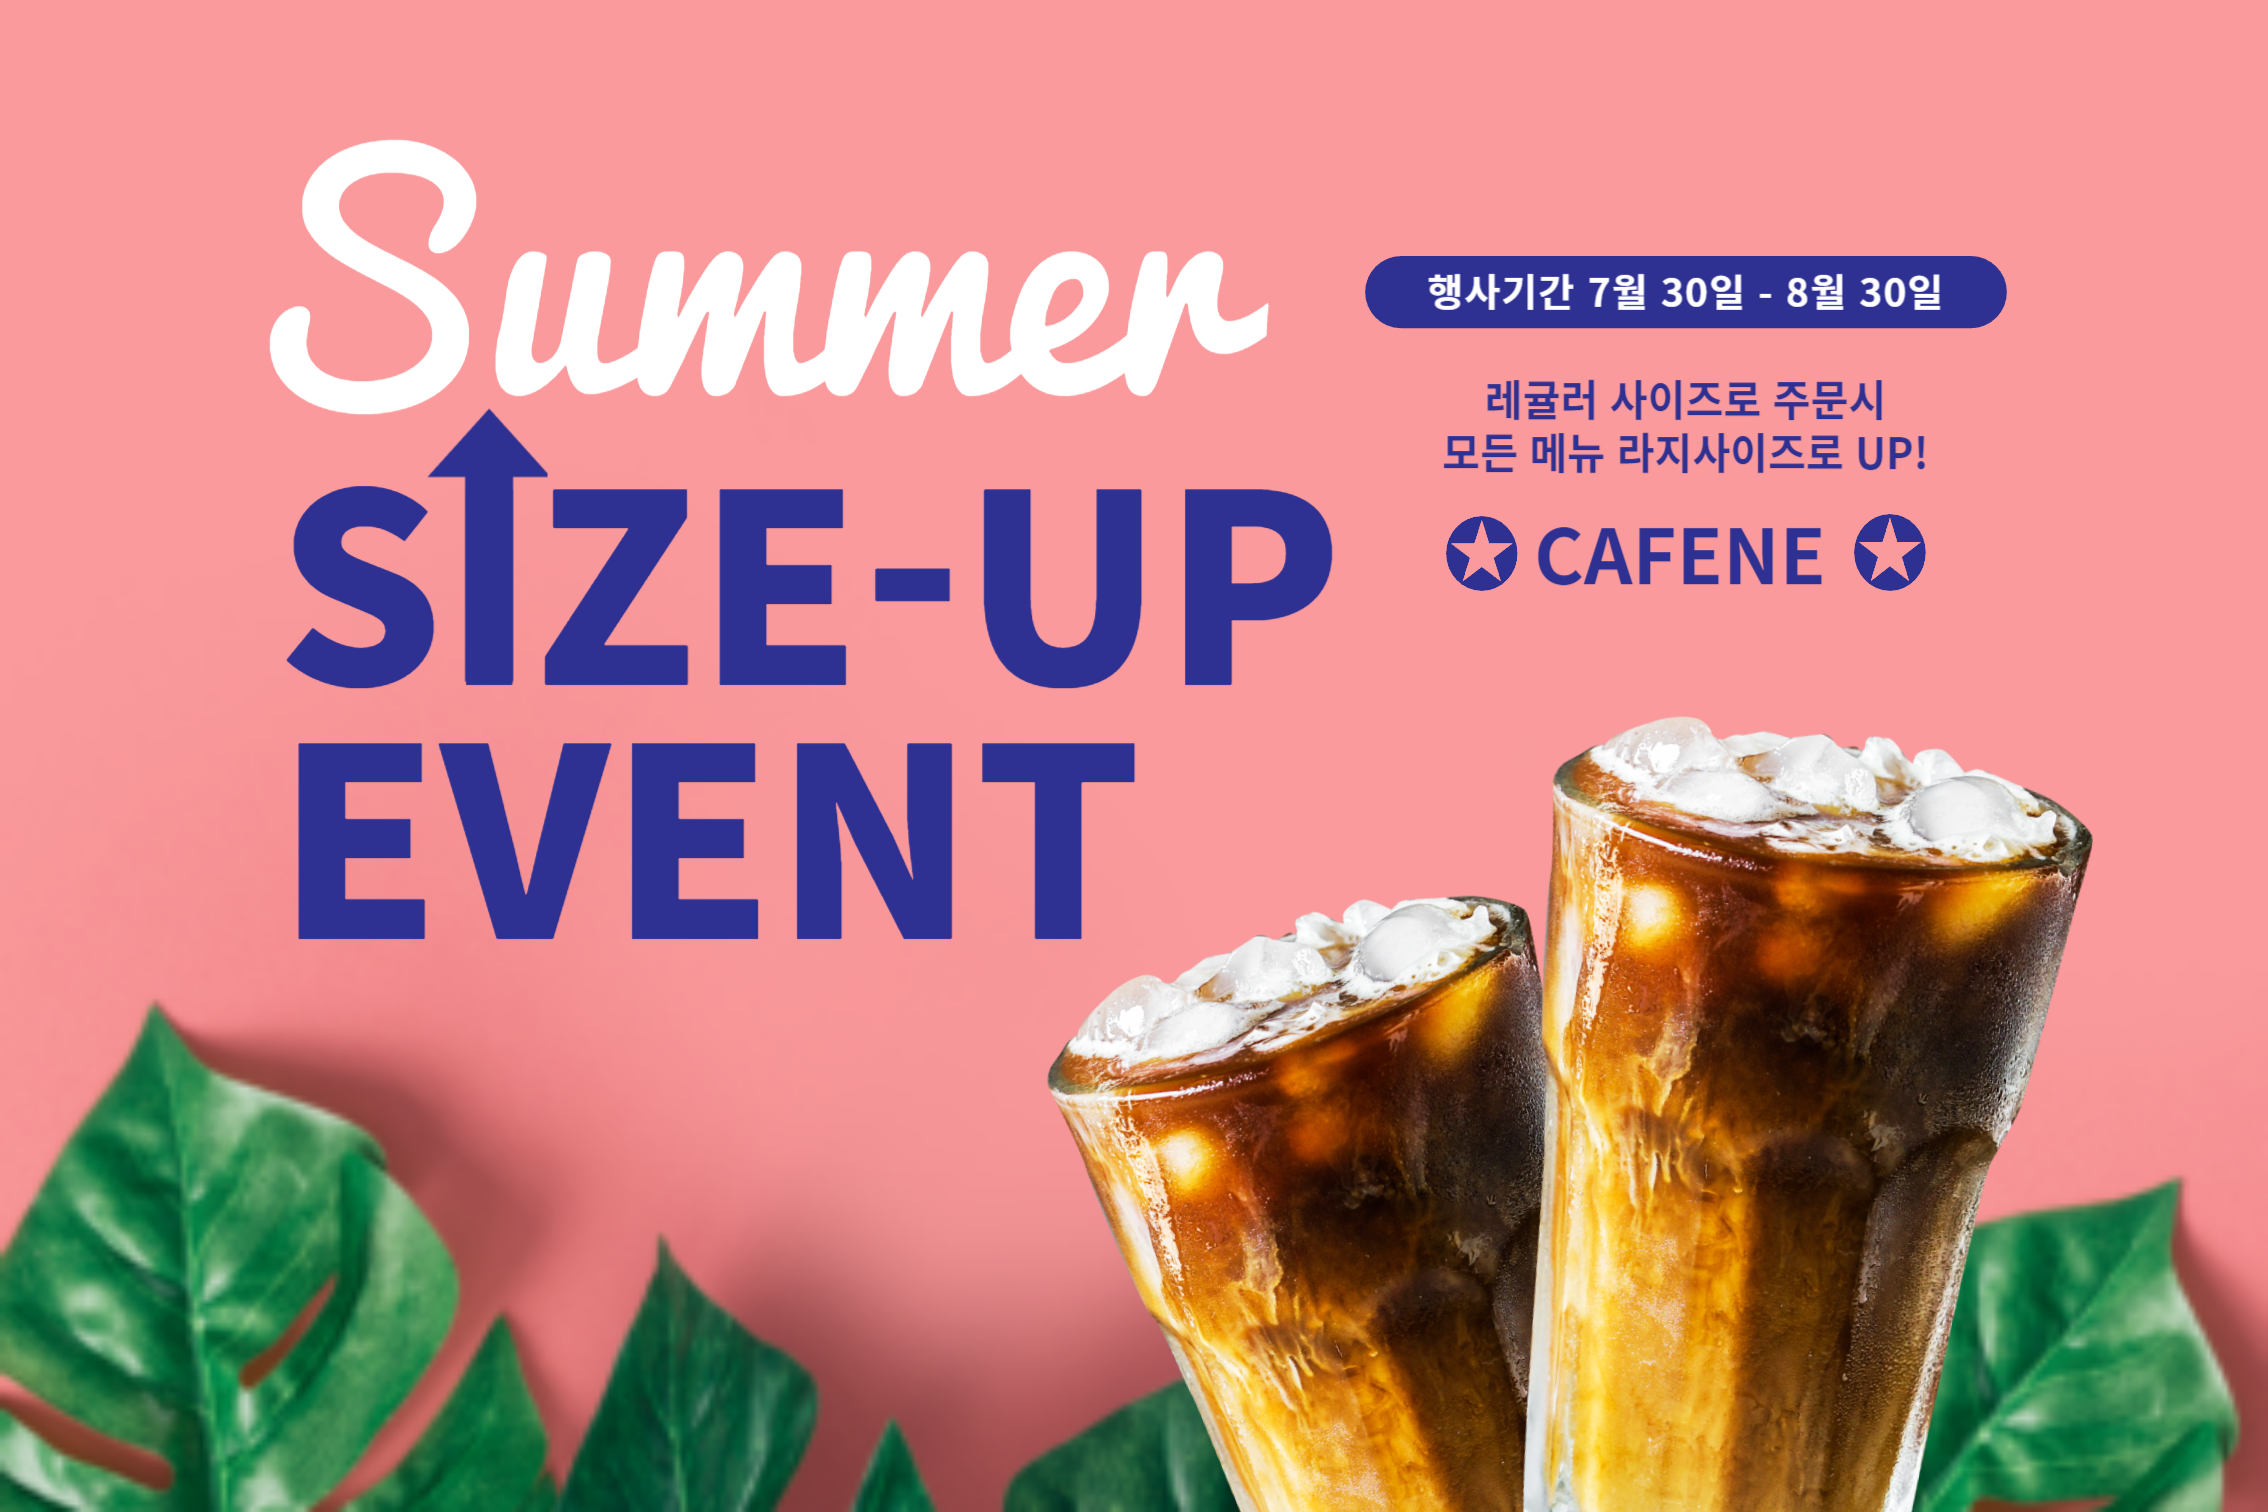 Summer
SIZE-UP
EVENT
행사기간 7월 30일 - 8월 30일
레귤러 사이즈로 주문시
모든 메뉴 라지사이즈로 UP!
CAFENE